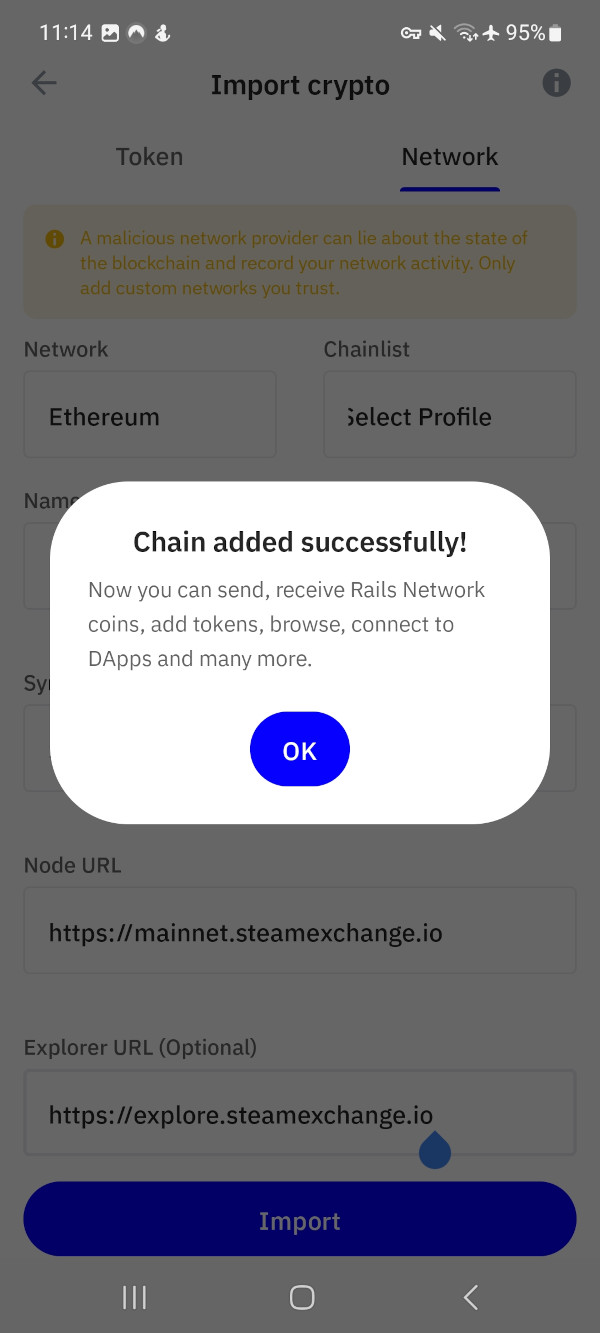 11:14
95%
Import crypto
Token
Network
A malicious network provider can lie about the state of
the blockchain and record your network activity. Only
add custom networks you trust.
Network
Chainlist
Ethereum
Select Profile
Name
Chain added successfully!
Now you can send, receive Rails Network
coins, add tokens, browse, connect to
DApps and many more.
OK
Node URL
https://mainnet.steamexchange.io
Explorer URL (Optional)
https://explore.steamexchange.io
Import